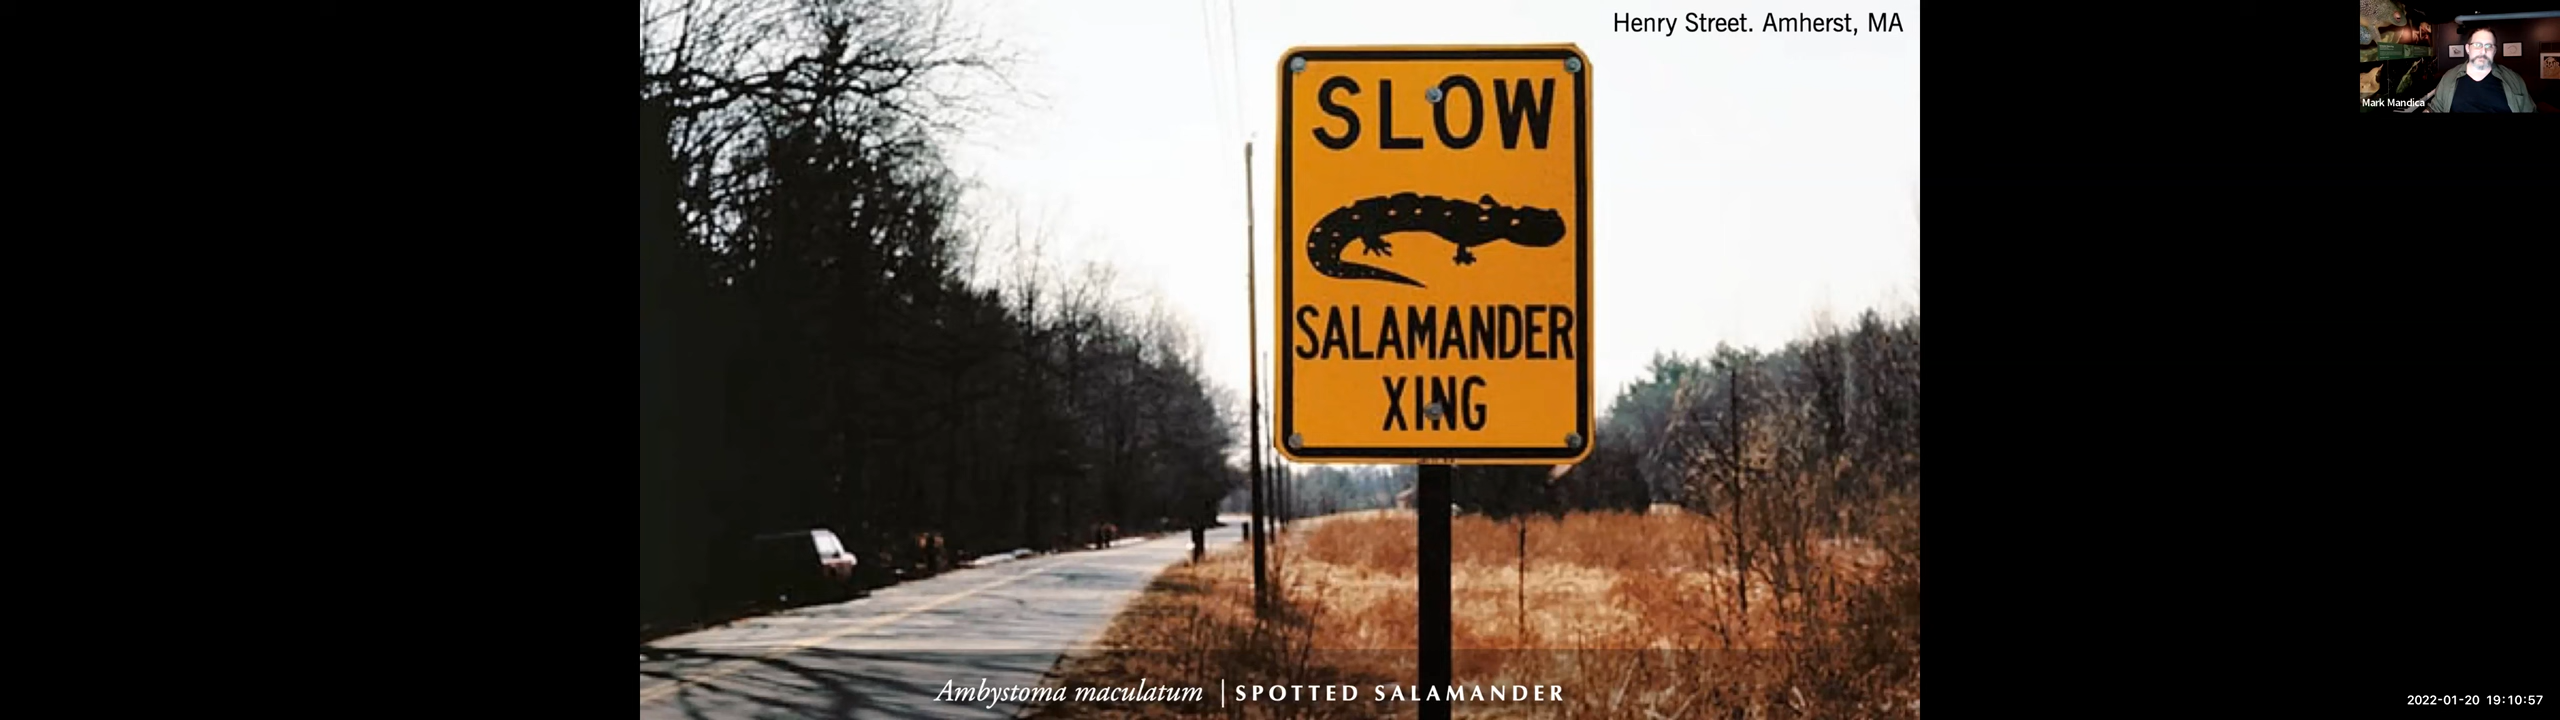 Henry Street. Amherst, MA
SLOW
SALAMANDER
XING
Ambystoma maculatum | SPOTTED SALAMANDER
Mark Mandica
2022-01-20 19:10:57